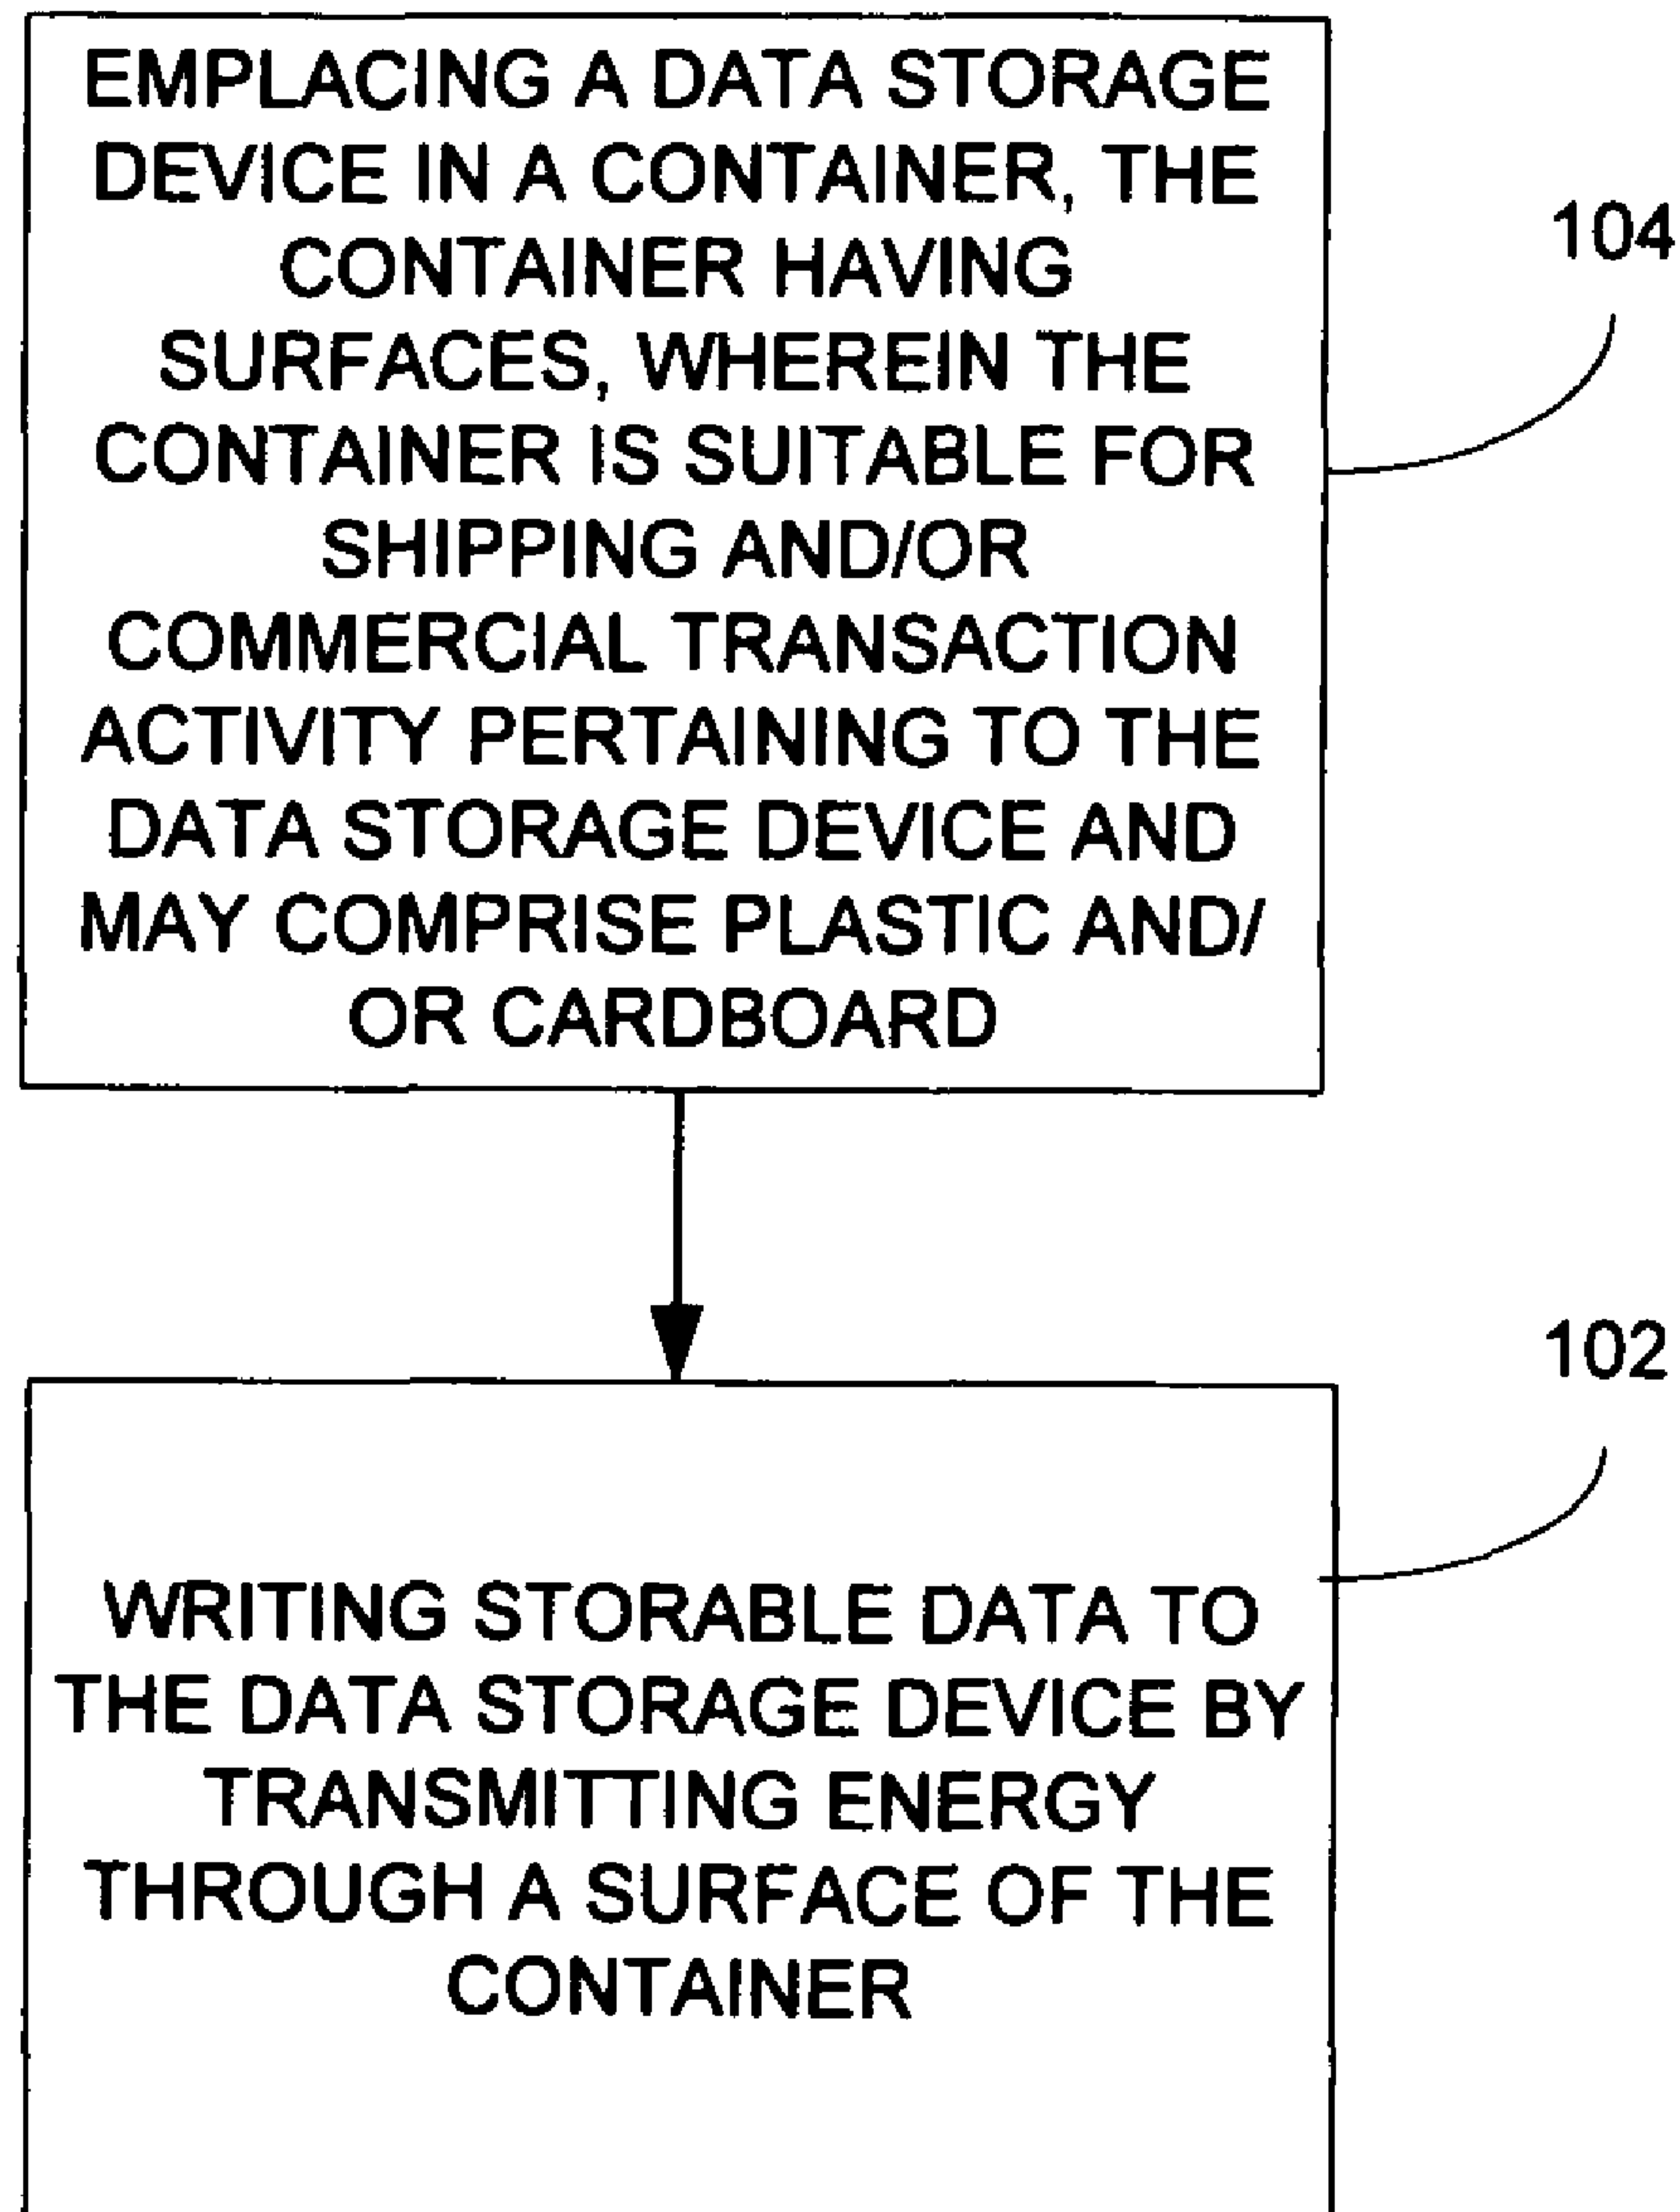 EMPLACING A DATA STORAGE
DEVICE IN A CONTAINER, THE
CONTAINER HAVING
SURFACES, WHEREIN THE
CONTAINER IS SUITABLE FOR
SHIPPING AND/OR
COMMERCIAL TRANSACTION
ACTIVITY PERTAINING TO THE
DATA STORAGE DEVICE AND
MAY COMPRISE PLASTIC AND/
OR CARDBOARD
104
102
WRITING STORABLE DATA TO
THE DATA STORAGE DEVICE BY
TRANSMITTING ENERGY
THROUGH A SURFACE OF THE
CONTAINER